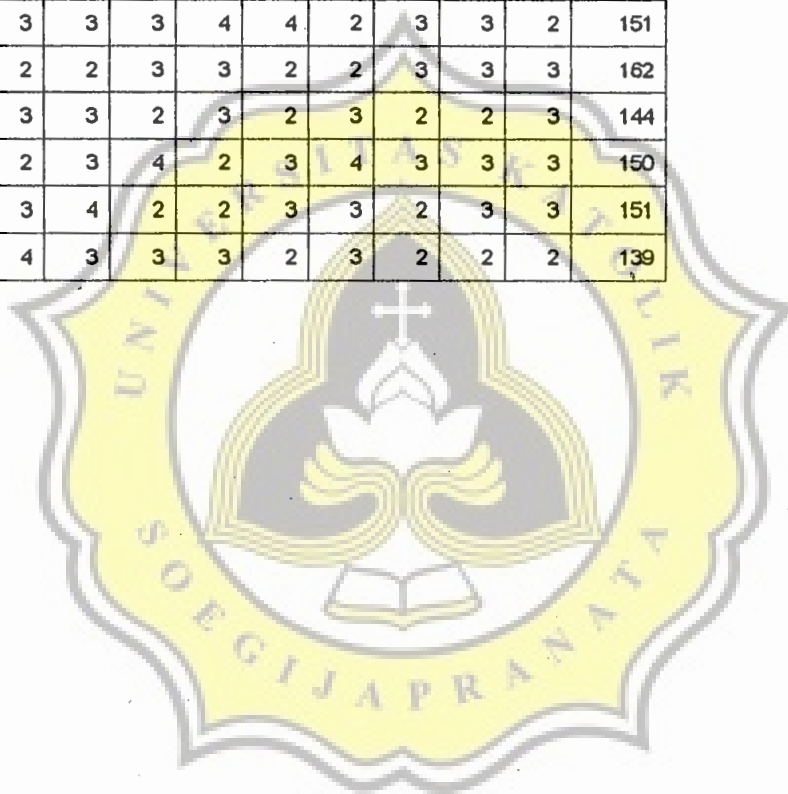 3 3 3 4 4 2 3 3 2 151
2 2 3 3 2 2 3 3 3 162
3 3 2 3 2 3 2 2 3 144
2 3 4 2 3 4 3 3 3 150
3 4 2 2 3 3 2 3 3 151
4 3 3 3 2 3 2 2 2 139
UNIVERSITAS KATOLIK
SOEGIJAPRANATA